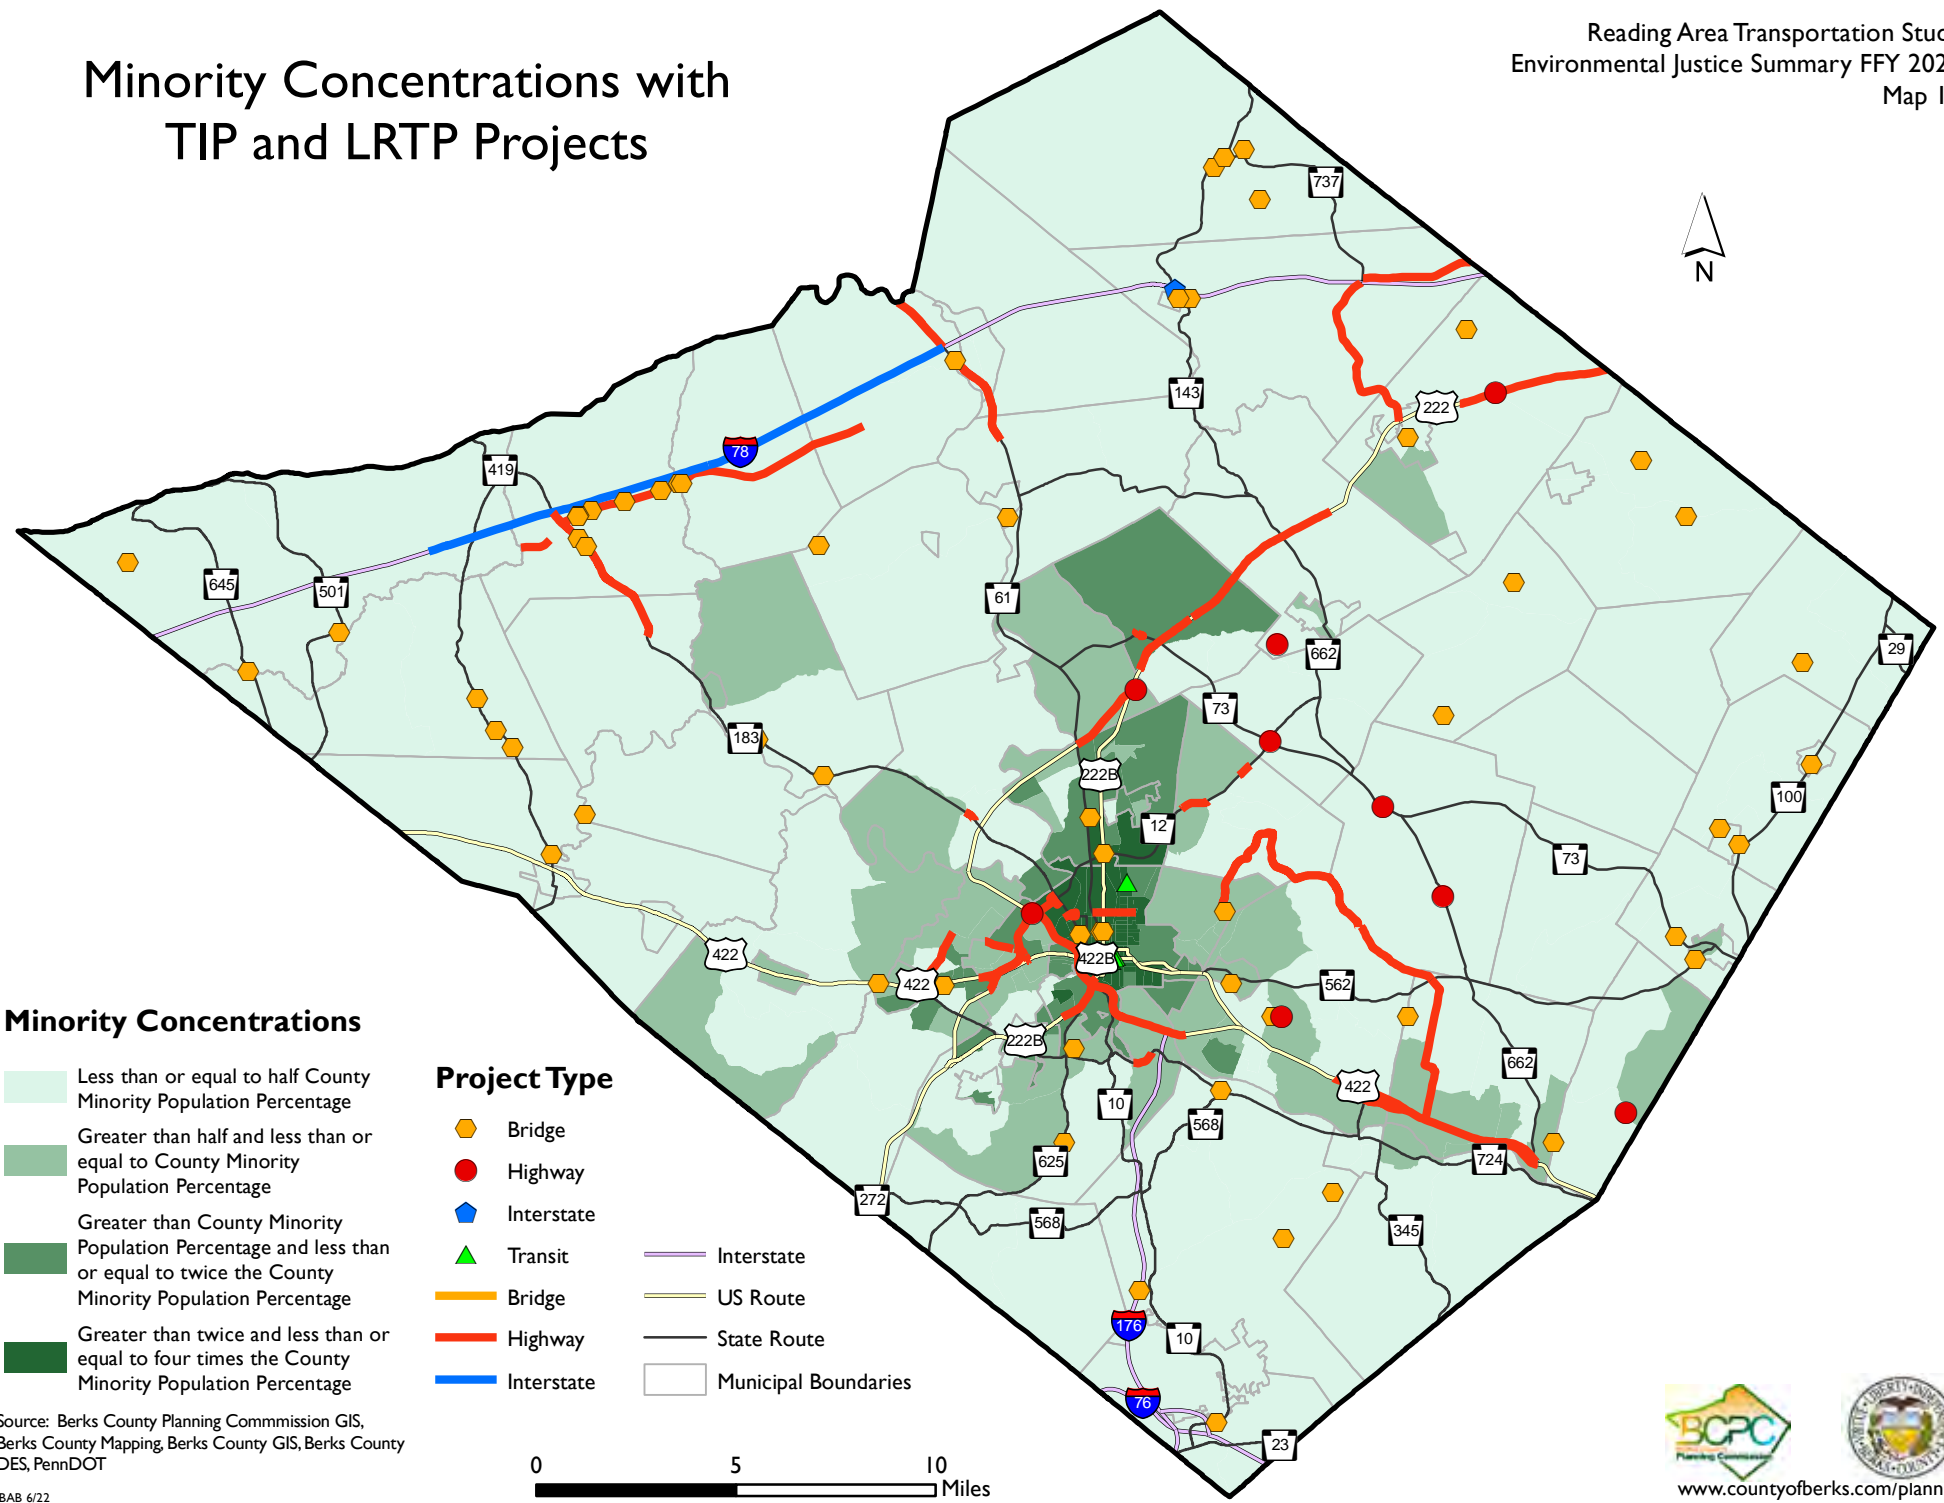 Minority Concentrations with
TIP and LRTP Projects
Reading Area Transportation
Environmental Justice Summary FFY
Map
N
737
143
222
78
419
645
501
61
662
29
73
183
222B
12
100
73
422
422
422B
562
222B
662
422
10
568
625
724
272
568
345
176
10
76
23
Minority Concentrations
Less than or equal to half County
Minority Population Percentage
Greater than half and less than or
equal to County Minority
Population Percentage
Greater than County Minority
Population Percentage and less than
or equal to twice the County
Minority Population Percentage
Greater than twice and less than or
equal to four times the County
Minority Population Percentage
Project Type
Bridge
Highway
Interstate
Transit
Bridge
Highway
Interstate
Interstate
US Route
State Route
Municipal Boundaries
Source: Berks County Planning Commmission GIS,
Berks County Mapping, Berks County GIS, Berks County
DES, PennDOT
BAB 6/22
0 5 10
Miles
BCPC
Planning Commission
www.countyofberks.com/plann